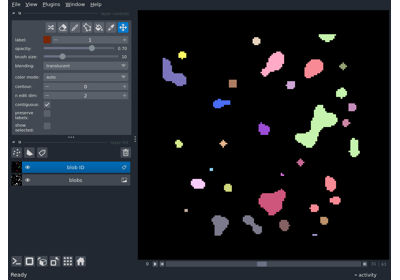 File View Plugins Window Help
label: 1
opacity: 0.70
brush size: 10
blending: translucent
color mode: auto
contour: 0
n edit dim: 2
contiguous:
preserve
labels:
show
selected:
blob ID
blobs
Ready
activity